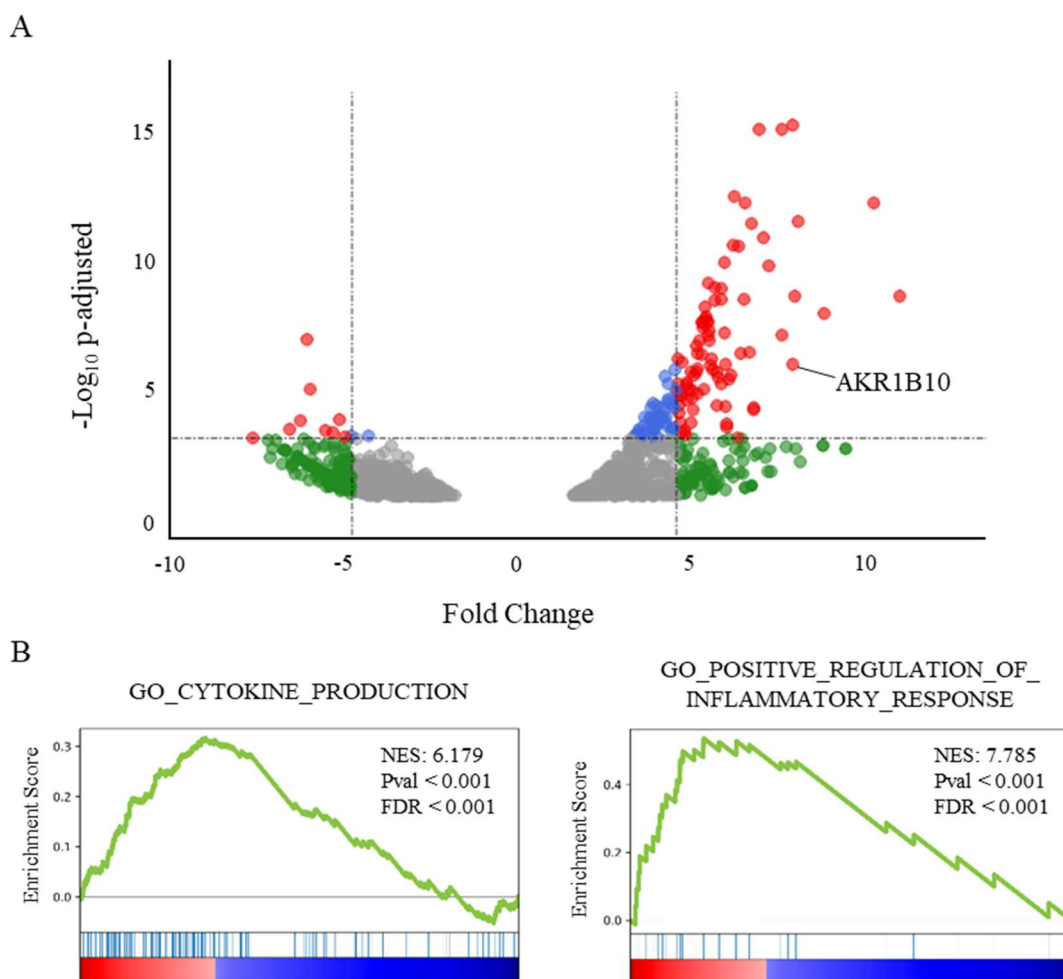 A
15
10
5
0
-Log10 p-adjusted
AKR1B10
-10
-5
0
5
10
Fold Change
B
GO_CYTOKINE_PRODUCTION
0.3
0.2
0.1
0.0
Enrichment Score
NES: 6.179
Pval < 0.001
FDR < 0.001
GO_POSITIVE_REGULATION_OF_
INFLAMMATORY_RESPONSE
0.4
0.2
0.0
Enrichment Score
NES: 7.785
Pval < 0.001
FDR < 0.001